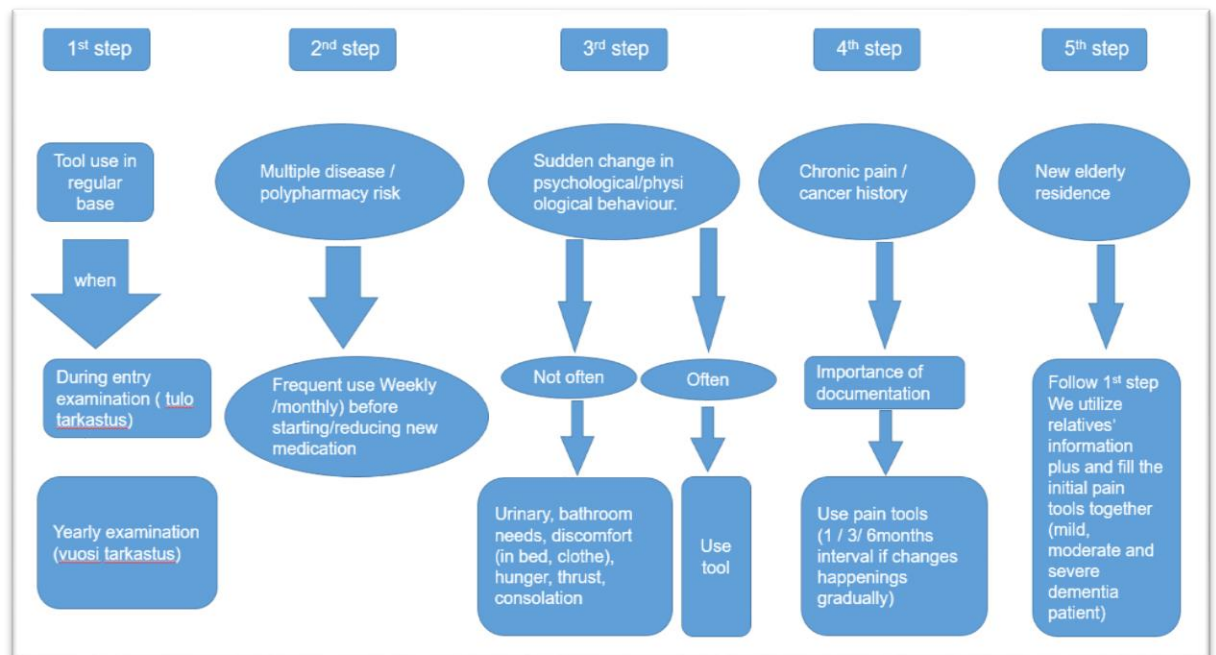 1st step
2nd step
3rd step
4th step
5th step
Tool use in
regular
base
when
During entry
examination ( tulo
tarkastus)
Yearly examination
(vuosi tarkastus)
Multiple disease /
polypharmacy risk
Frequent use Weekly
/monthly) before
starting/reducing new
medication
Sudden change in
psychological/physi
ological behaviour.
Not often
Often
Urinary, bathroom
needs, discomfort
(in bed, clothe),
hunger, thrust,
consolation
Use
tool
Chronic pain /
cancer history
Importance of
documentation
Use pain tools
(1 / 3/ 6months
interval if changes
happenings
gradually)
New elderly
residence
Follow 1st step
We utilize
relatives'
information
plus and fill the
initial pain
tools together
(mild,
moderate and
severe
dementia
patient)